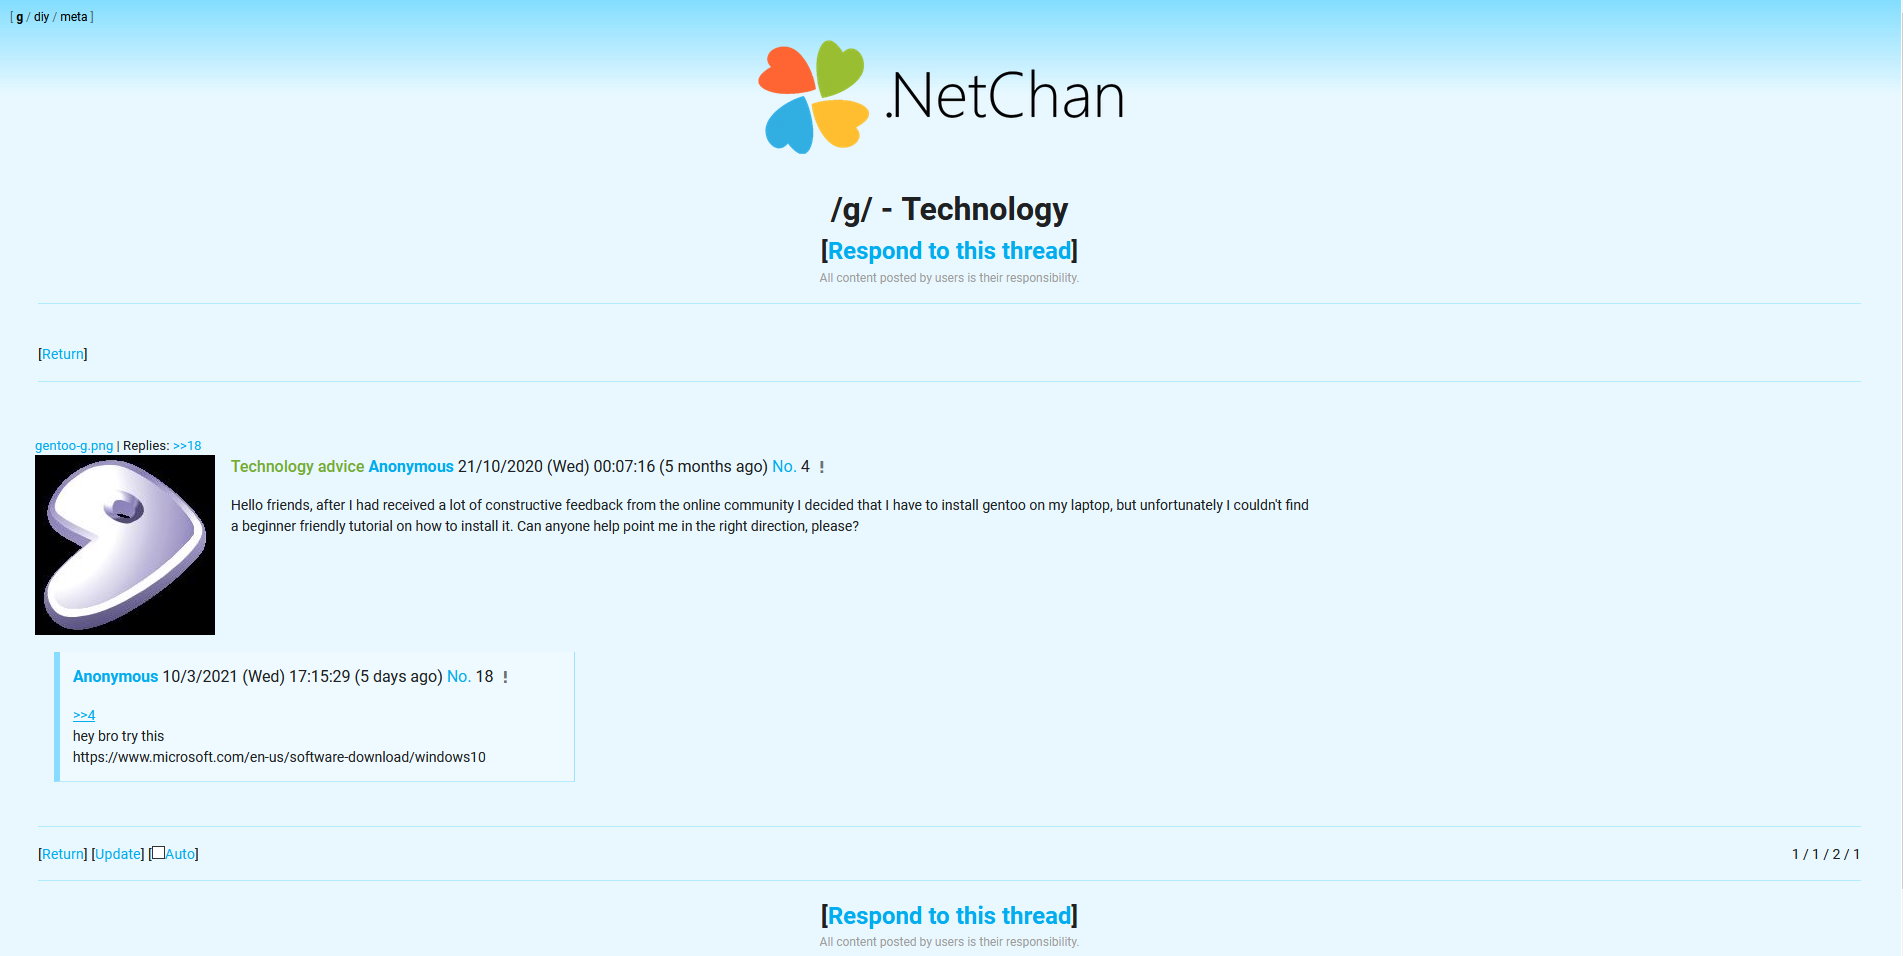 [ g / diy / meta ]
.NetChan
/g/ - Technology
[Respond to this thread]
All content posted by users is their responsibility.
[Return]
gentoo-g.png | Replies: >>18
Technology advice Anonymous 21/10/2020 (Wed) 00:07:16 (5 months ago) No. 4 !
Hello friends, after I had received a lot of constructive feedback from the online community I decided that I have to install gentoo on my laptop, but unfortunately I couldn't find
a beginner friendly tutorial on how to install it. Can anyone help point me in the right direction, please?
Anonymous 10/3/2021 (Wed) 17:15:29 (5 days ago) No. 18 !
>>4
hey bro try this
https://www.microsoft.com/en-us/software-download/windows10
[Return] [Update] [Auto]
1 / 1 / 2 / 1
[Respond to this thread]
All content posted by users is their responsibility.